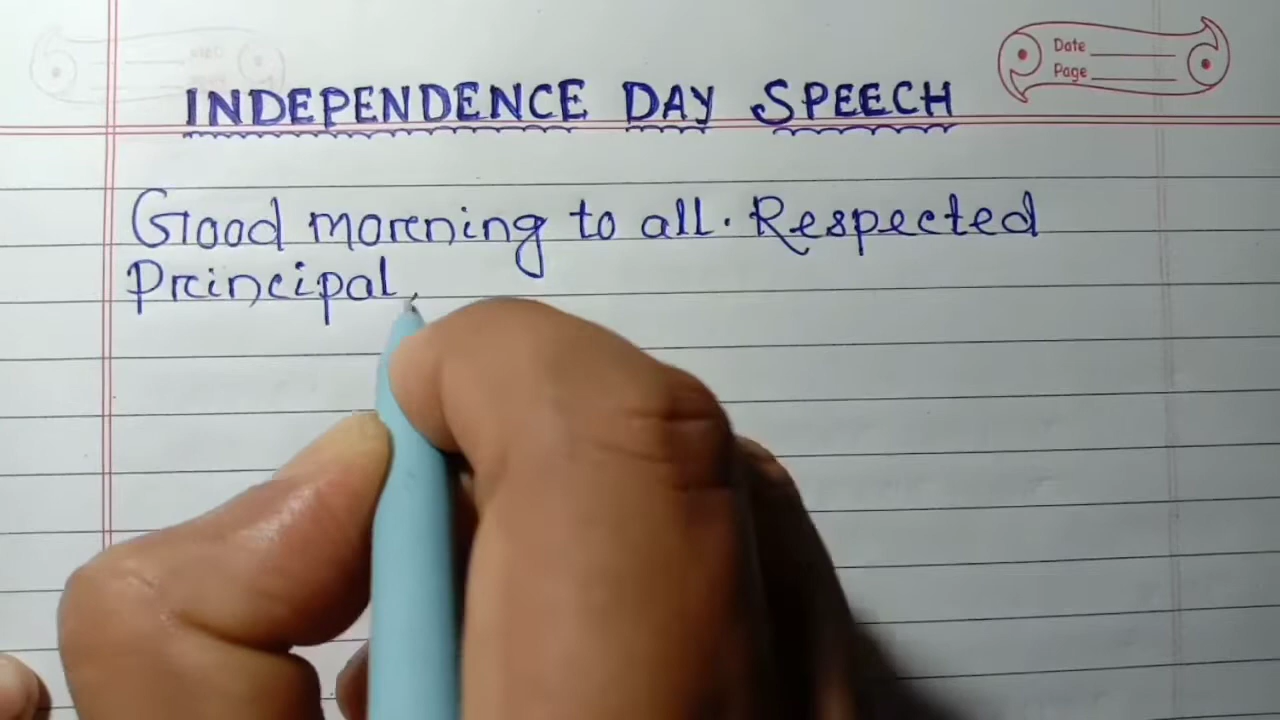 Date
Page
INDEPENDENCE DAY SPEECH
Good morning to all. Respected
Principal,